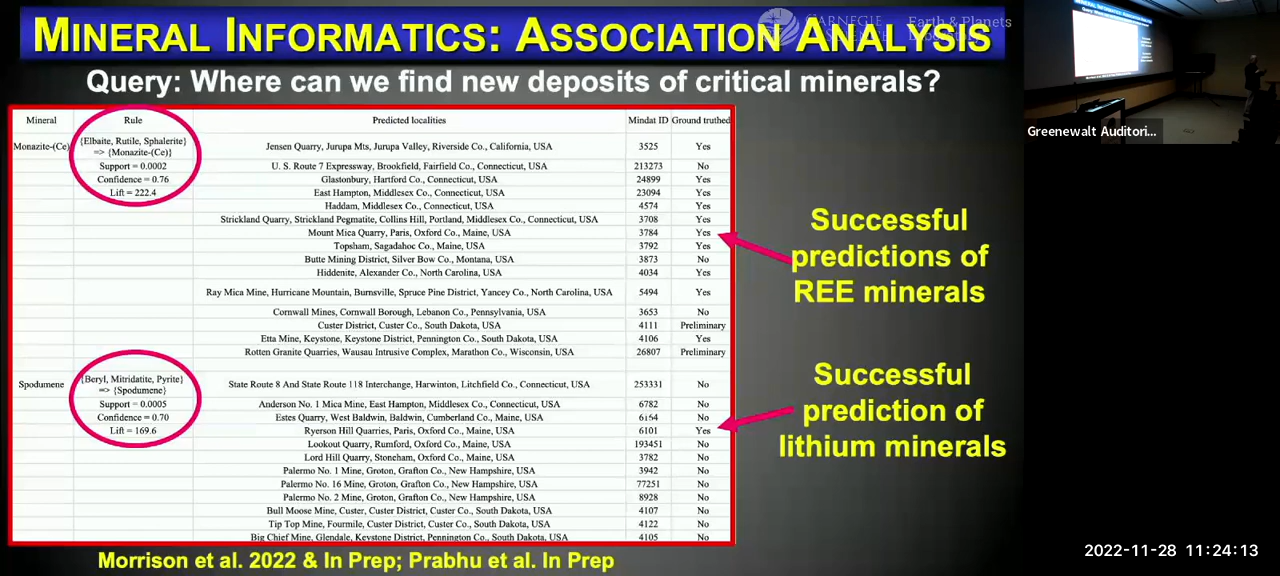 MINERAL INFORMATICS: ASSOCIATION ANALYSIS
CARNEGIE SCIENCE Earth & Planets
Query: Where can we find new deposits of critical minerals?
Greenewalt Auditori...
Mineral Rule Predicted localities Mindat ID Ground truthed
Monazite-(Ce) {Elbaite, Rutile, Sphalerite} => {Monazite-(Ce)} Jensen Quarry, Jurupa Mts, Jurupa Valley, Riverside Co., California, USA 3525 Yes
Support = 0.0002 U. S. Route 7 Expressway, Brookfield, Fairfield Co., Connecticut, USA 213273 No
Confidence = 0.76 Glastonbury, Hartford Co., Connecticut, USA 24899 Yes
Lift = 222.4 East Hampton, Middlesex Co., Connecticut, USA 23094 Yes
Haddam, Middlesex Co., Connecticut, USA 4574 Yes
Strickland Quarry, Strickland Pegmatite, Collins Hill, Portland, Middlesex Co., Connecticut, USA 3708 Yes
Mount Mica Quarry, Paris, Oxford Co., Maine, USA 3784 Yes
Topsham, Sagadahoc Co., Maine, USA 3792 Yes
Butte Mining District, Silver Bow Co., Montana, USA 3873 No
Hiddenite, Alexander Co., North Carolina, USA 4034 Yes
Ray Mica Mine, Hurricane Mountain, Burnsville, Spruce Pine District, Yancey Co., North Carolina, USA 5494 Yes
Cornwall Mines, Cornwall Borough, Lebanon Co., Pennsylvania, USA 3653 No
Custer District, Custer Co., South Dakota, USA 4111 Preliminary
Etta Mine, Keystone, Keystone District, Pennington Co., South Dakota, USA 4106 Yes
Rotten Granite Quarries, Wausau Intrusive Complex, Marathon Co., Wisconsin, USA 26807 Preliminary
Spodumene {Beryl, Mitridatite, Pyrite} => {Spodumene} State Route 8 And State Route 118 Interchange, Harwinton, Litchfield Co., Connecticut, USA 253331 No
Support = 0.0005 Anderson No. 1 Mica Mine, East Hampton, Middlesex Co., Connecticut, USA 6782 No
Confidence = 0.70 Estes Quarry, West Baldwin, Baldwin, Cumberland Co., Maine, USA 6164 No
Lift = 169.6 Ryerson Hill Quarries, Paris, Oxford Co., Maine, USA 6101 Yes
Lookout Quarry, Rumford, Oxford Co., Maine, USA 193451 No
Lord Hill Quarry, Stoneham, Oxford Co., Maine, USA 3782 No
Palermo No. 1 Mine, Groton, Grafton Co., New Hampshire, USA 3942 No
Palermo No. 16 Mine, Groton, Grafton Co., New Hampshire, USA 77251 No
Palermo No. 2 Mine, Groton, Grafton Co., New Hampshire, USA 8928 No
Bull Moose Mine, Custer, Custer District, Custer Co., South Dakota, USA 4107 No
Tip Top Mine, Fourmile, Custer District, Custer Co., South Dakota, USA 4122 No
Big Chief Mine, Glendale, Keystone District, Pennington Co., South Dakota, USA 4105 No
Successful
predictions of
REE minerals
Successful
prediction of
lithium minerals
Morrison et al. 2022 & In Prep; Prabhu et al. In Prep
2022-11-28 11:24:13